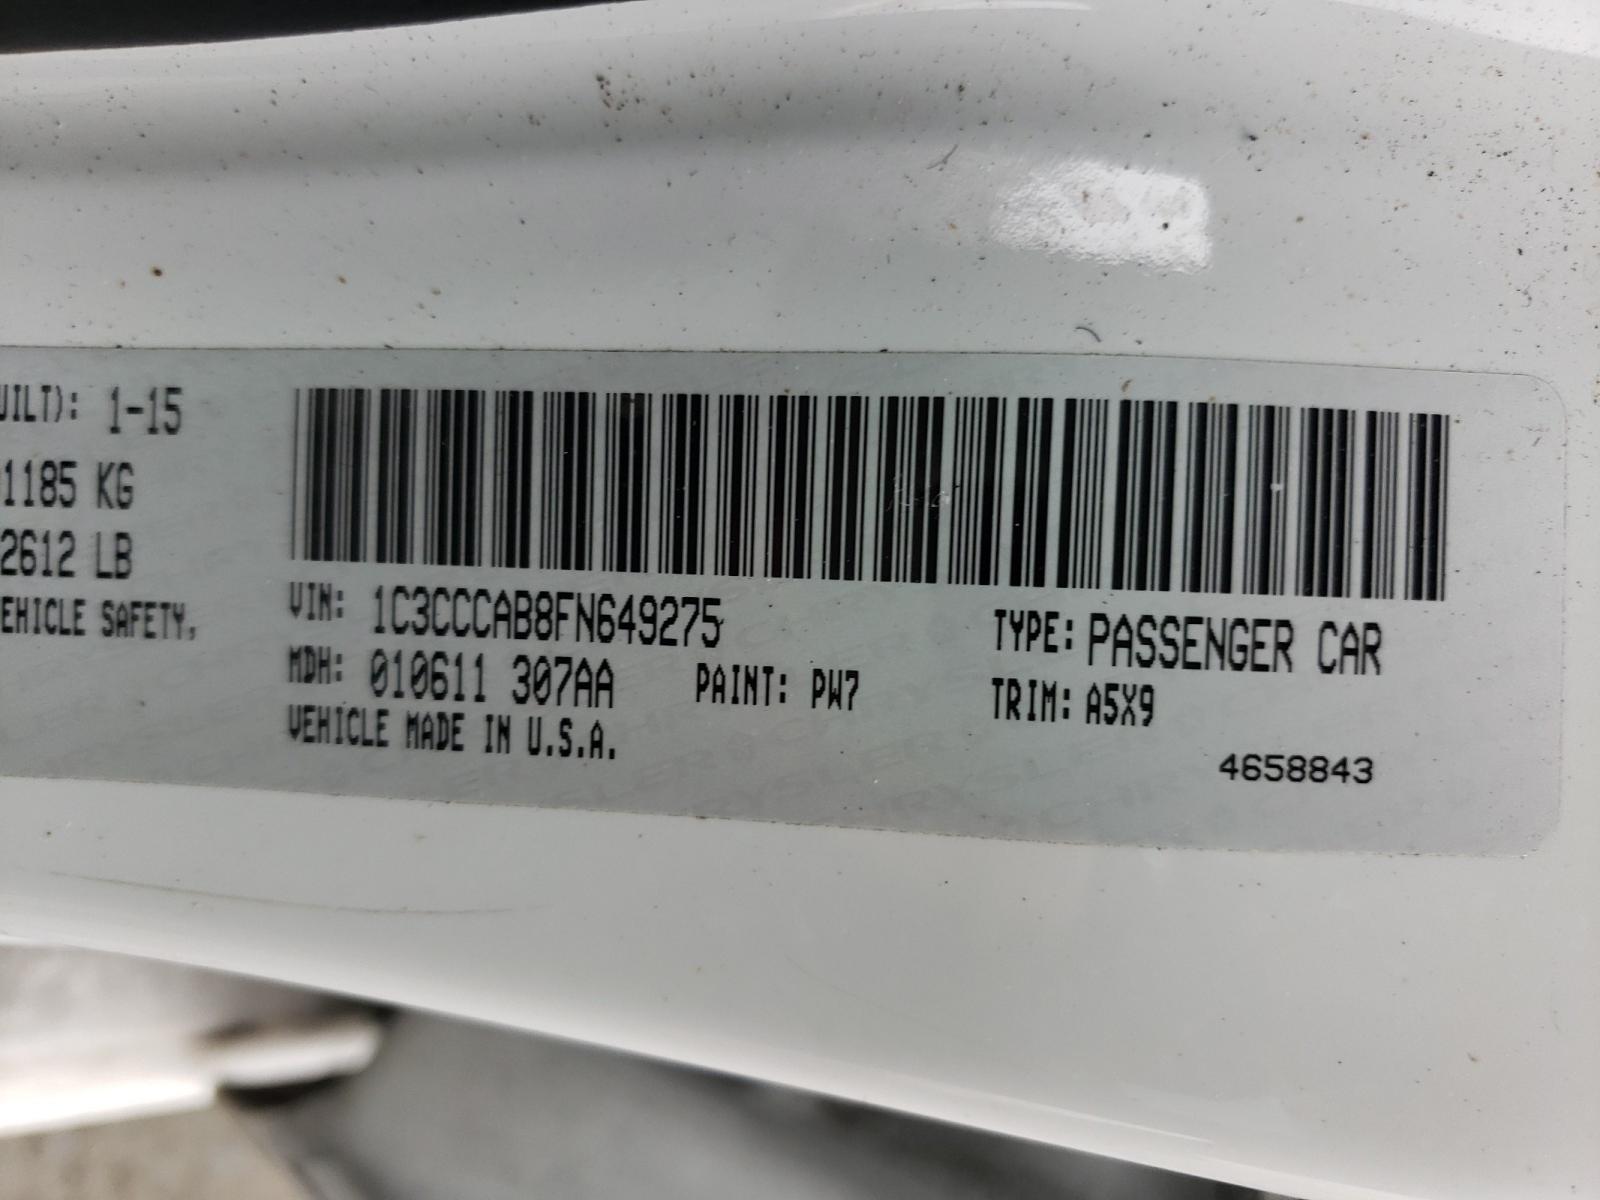 UILT): 1-15
1185 KG
2612 LB
EHICLE SAFETY,
VIN: 1C3CCCAB8FN649275
TYPE: PASSENGER CAR
MDH: 010611 307AA
PAINT: PW7
TRIM: A5X9
VEHICLE MADE IN U.S.A.
4658843